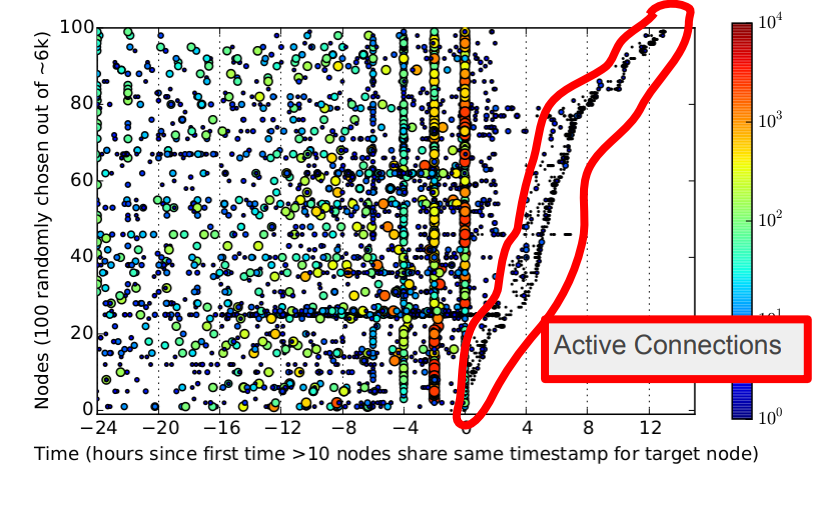 Nodes (100 randomly chosen out of ~6k)
100
80
60
40
20
0
−24 −20 −16 −12 −8 −4 0 4 8 12
Time (hours since first time >10 nodes share same timestamp for target node)
10^4
10^3
10^2
10^1
10^0
Active Connections